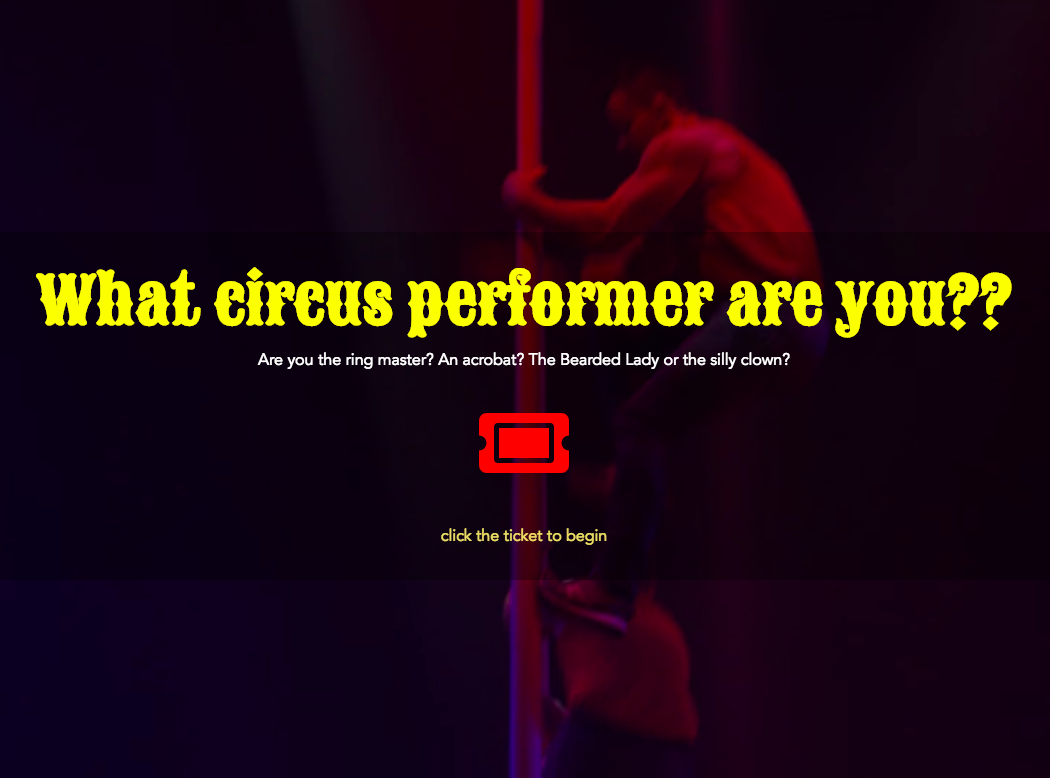 What circus performer are you??
Are you the ring master? An acrobat? The Bearded Lady or the silly clown?
click the ticket to begin